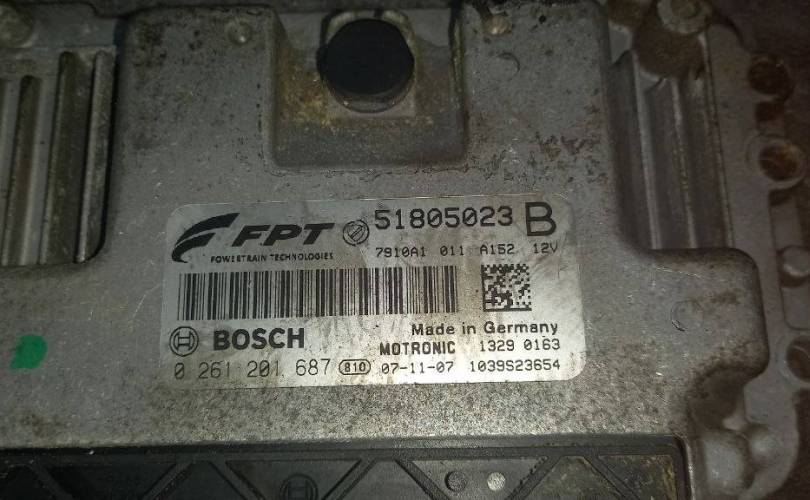 FPT 51805023 B
POWERTRAIN TECHNOLOGIES 7910A1 011 A152 12V
BOSCH Made in Germany
MOTRONIC 1329 0163
0 261 201 687 810 07-11-07 1039S23654